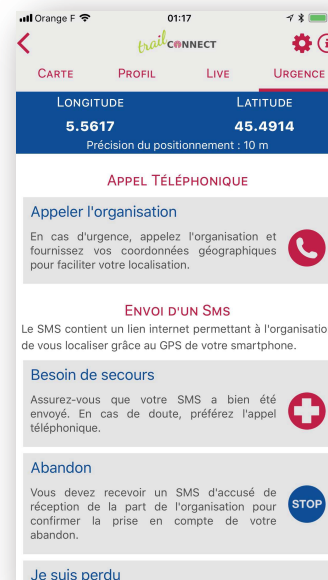 Orange F 01:17
trail CONNECT
CARTE PROFIL LIVE URGENCE
LONGITUDE LATITUDE
5.5617 45.4914
Précision du positionnement : 10 m
APPEL TÉLÉPHONIQUE
Appeler l'organisation
En cas d'urgence, appelez l'organisation et
fournissez vos coordonnées géographiques
pour faciliter votre localisation.
ENVOI D'UN SMS
Le SMS contient un lien internet permettant à l'organisatio
de vous localiser grâce au GPS de votre smartphone.
Besoin de secours
Assurez-vous que votre SMS a bien été
envoyé. En cas de doute, préférez l'appel
téléphonique.
Abandon
Vous devez recevoir un SMS d'accusé de
réception de la part de l'organisation pour
confirmer la prise en compte de votre
abandon.
STOP
Je suis perdu